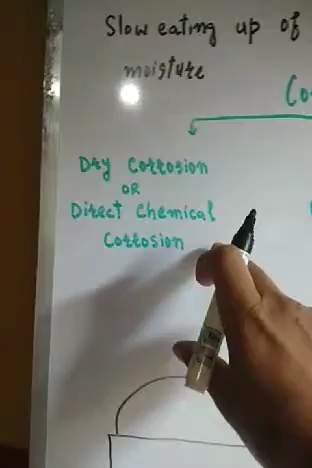 Slow eating up of
moisture
Co
Dry Corrosion
OR
Direct Chemical
Corrosion